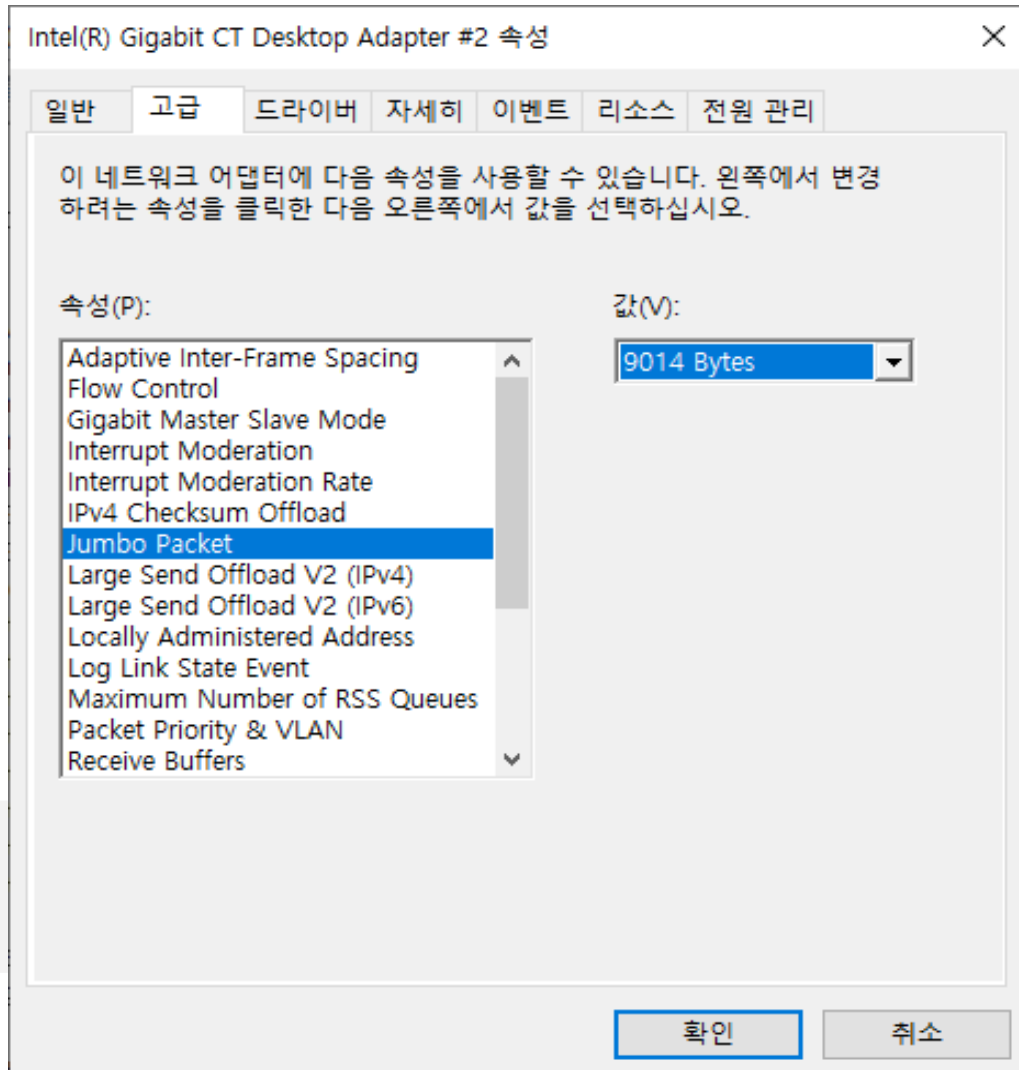 Intel(R) Gigabit CT Desktop Adapter #2 속성
일반 고급 드라이버 자세히 이벤트 리소스 전원 관리
이 네트워크 어댑터에 다음 속성을 사용할 수 있습니다. 왼쪽에서 변경
하려는 속성을 클릭한 다음 오른쪽에서 값을 선택하십시오.
속성(P):
값(V):
Adaptive Inter-Frame Spacing
9014 Bytes
Flow Control
Gigabit Master Slave Mode
Interrupt Moderation
Interrupt Moderation Rate
IPv4 Checksum Offload
Jumbo Packet
Large Send Offload V2 (IPv4)
Large Send Offload V2 (IPv6)
Locally Administered Address
Log Link State Event
Maximum Number of RSS Queues
Packet Priority & VLAN
Receive Buffers
확인
취소